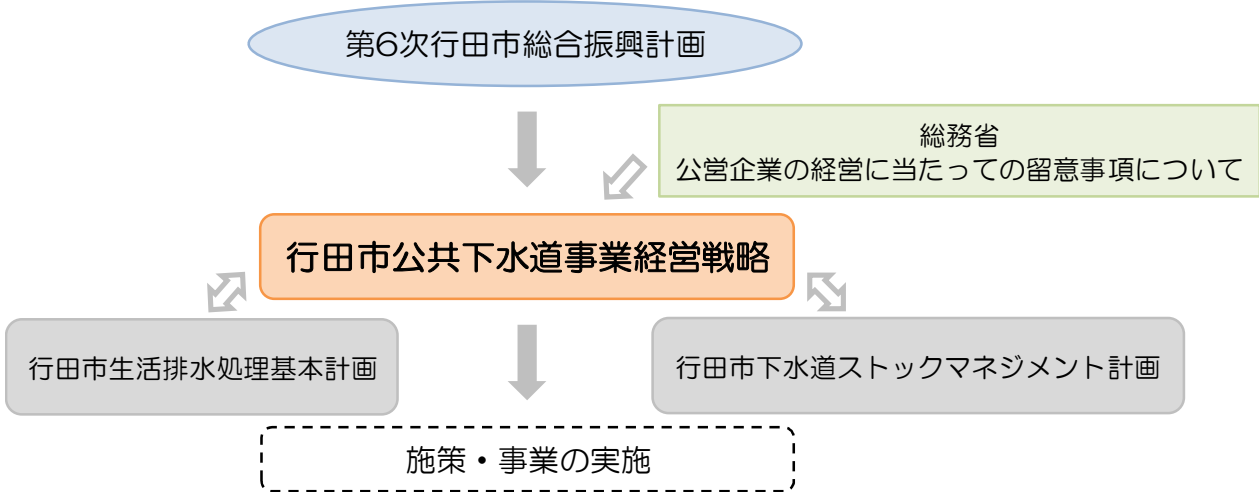 第6次行田市総合振興計画
総務省
公営企業の経営に当たっての留意事項について
行田市公共下水道事業経営戦略
行田市生活排水処理基本計画
行田市下水道ストックマネジメント計画
施策・事業の実施